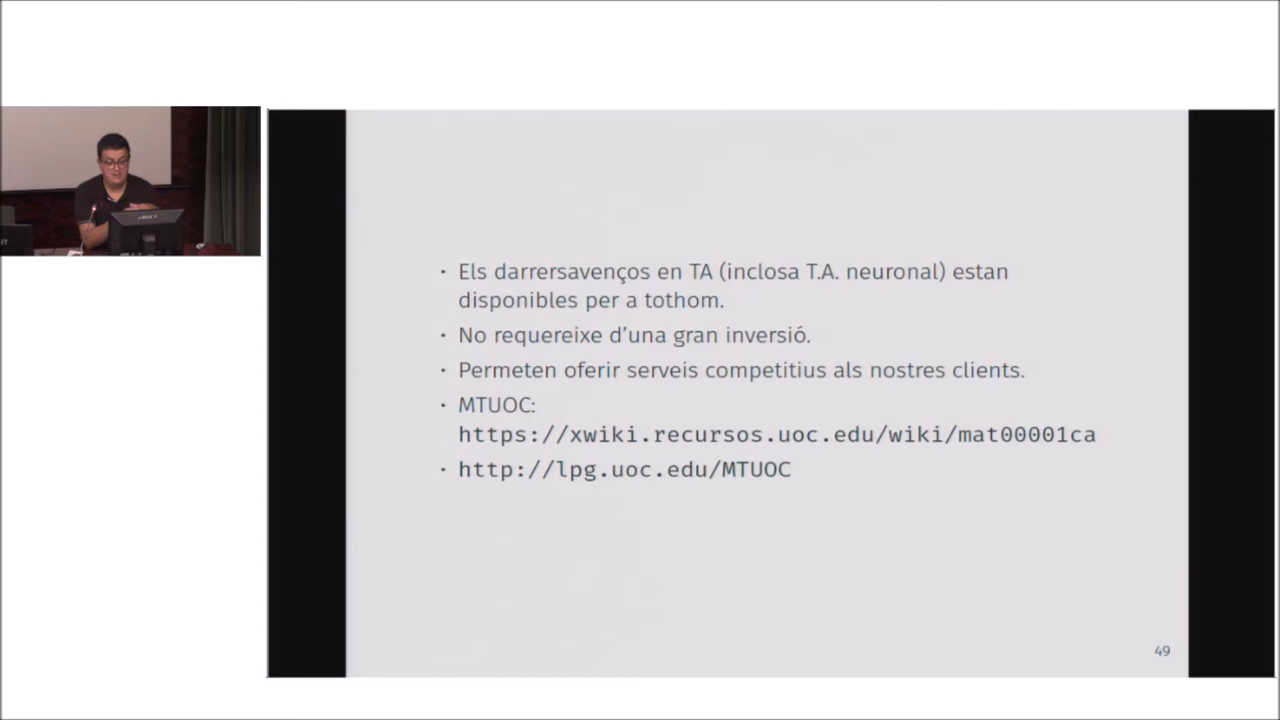 · Els darrersavenços en TA (inclosa T.A. neuronal) estan
disponibles per a tothom.
· No requereixe d’una gran inversió.
· Permeten oferir serveis competitius als nostres clients.
· MTUOC:
https://xwiki.recursos.uoc.edu/wiki/mat00001ca
· http://lpg.uoc.edu/MTUOC
49